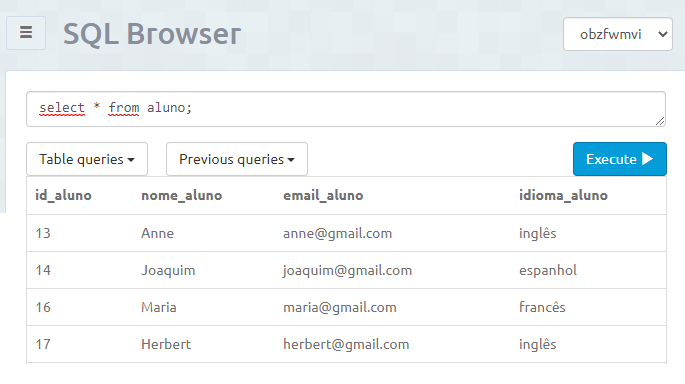 SQL Browser
obzfwmvi
select * from aluno;
Table queries Previous queries Execute
id_aluno nome_aluno email_aluno idioma_aluno
13 Anne anne@gmail.com inglês
14 Joaquim joaquim@gmail.com espanhol
16 Maria maria@gmail.com francês
17 Herbert herbert@gmail.com inglês